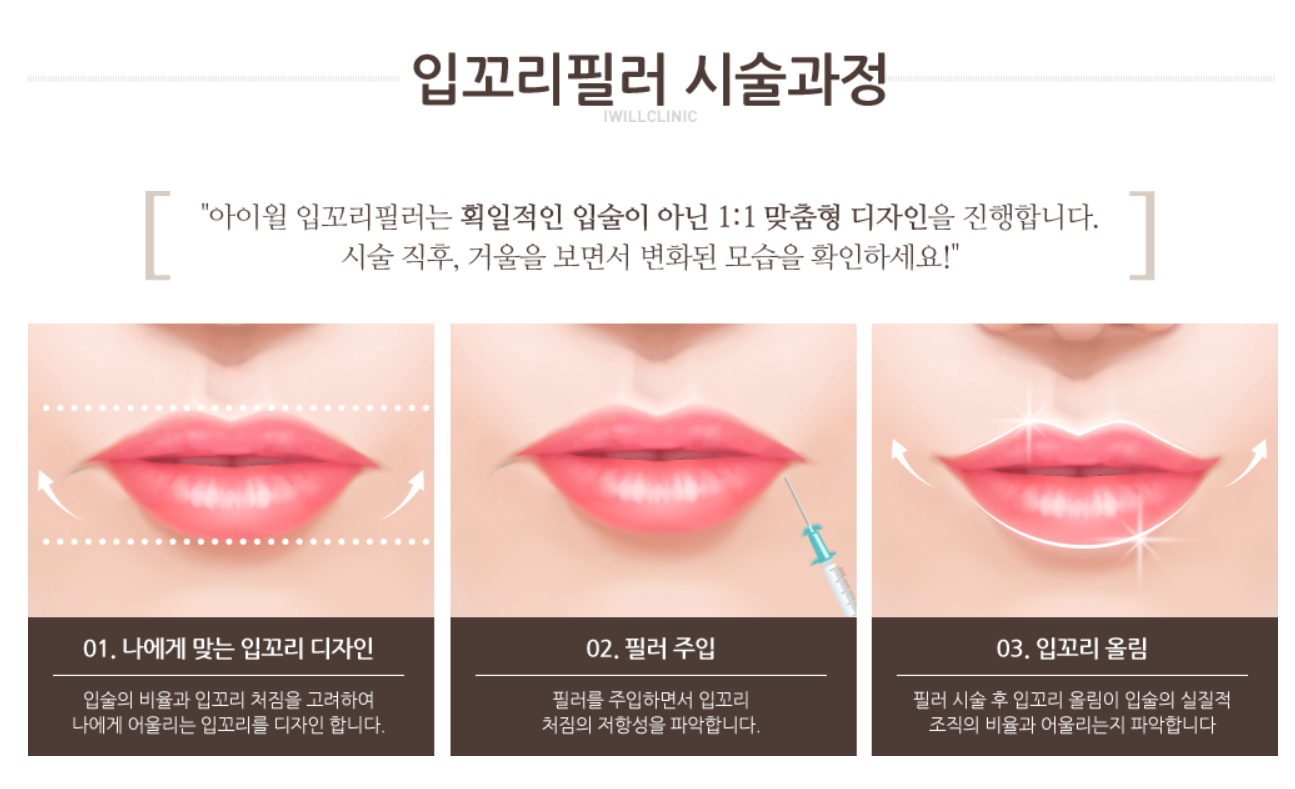 입꼬리필러 시술과정
IWILLCLINIC
"아이윌 입꼬리필러는 획일적인 입술이 아닌 1:1 맞춤형 디자인을 진행합니다.
시술 직후, 거울을 보면서 변화된 모습을 확인하세요!"
01. 나에게 맞는 입꼬리 디자인
입술의 비율과 입꼬리 처짐을 고려하여
나에게 어울리는 입꼬리를 디자인 합니다.
02. 필러 주입
필러를 주입하면서 입꼬리
처짐의 저항성을 파악합니다.
03. 입꼬리 올림
필러 시술 후 입꼬리 올림이 입술의 실질적
조직의 비율과 어울리는지 파악합니다